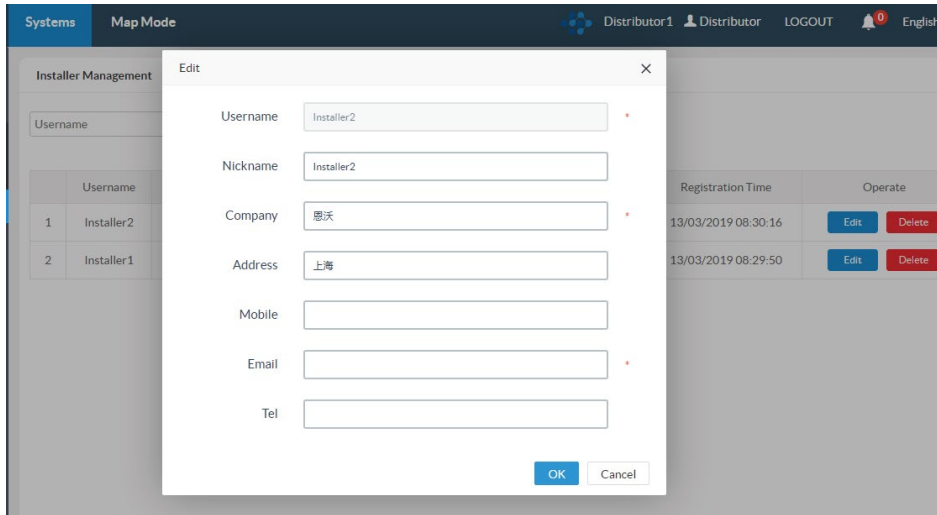 Systems Map Mode Distributor1 Distributor LOGOUT 0 English
Installer Management
Edit
Username
Username Installer2 *
Nickname Installer2
Company 恩沃 *
Address 上海
Mobile
Email *
Tel
OK Cancel
Username Registration Time Operate
1 Installer2 13/03/2019 08:30:16 Edit Delete
2 Installer1 13/03/2019 08:29:50 Edit Delete